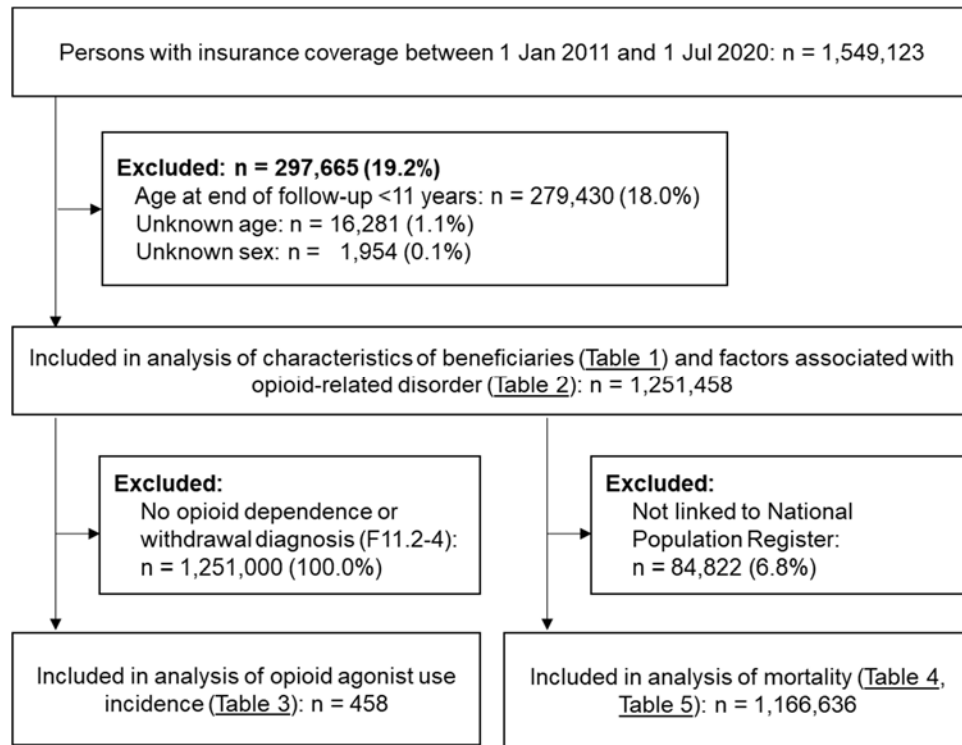 Persons with insurance coverage between 1 Jan 2011 and 1 Jul 2020: n = 1,549,123
Excluded: n = 297,665 (19.2%)
Age at end of follow-up <11 years: n = 279,430 (18.0%)
Unknown age: n = 16,281 (1.1%)
Unknown sex: n = 1,954 (0.1%)
Included in analysis of characteristics of beneficiaries (Table 1) and factors associated with
opioid-related disorder (Table 2): n = 1,251,458
Excluded:
No opioid dependence or
withdrawal diagnosis (F11.2-4):
n = 1,251,000 (100.0%)
Excluded:
Not linked to National
Population Register:
n = 84,822 (6.8%)
Included in analysis of opioid agonist use
incidence (Table 3): n = 458
Included in analysis of mortality (Table 4,
Table 5): n = 1,166,636